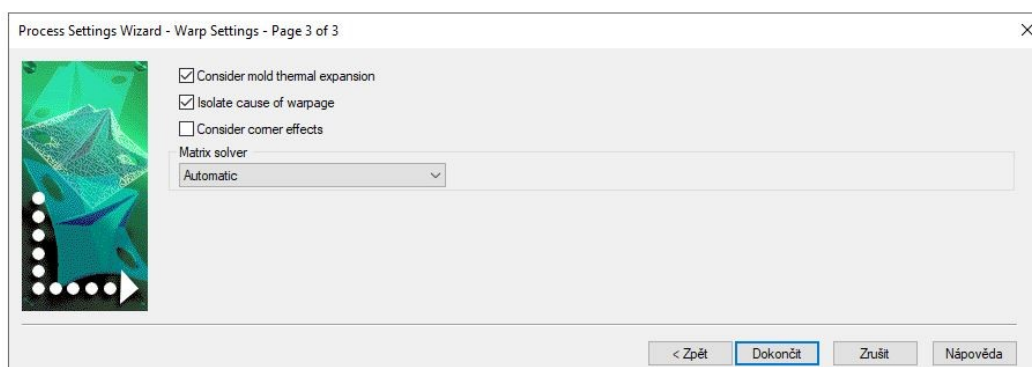 Process Settings Wizard - Warp Settings - Page 3 of 3
Consider mold thermal expansion
Isolate cause of warpage
Consider corner effects
Matrix solver
Automatic
< Zpět Dokončit Zrušit Nápověda